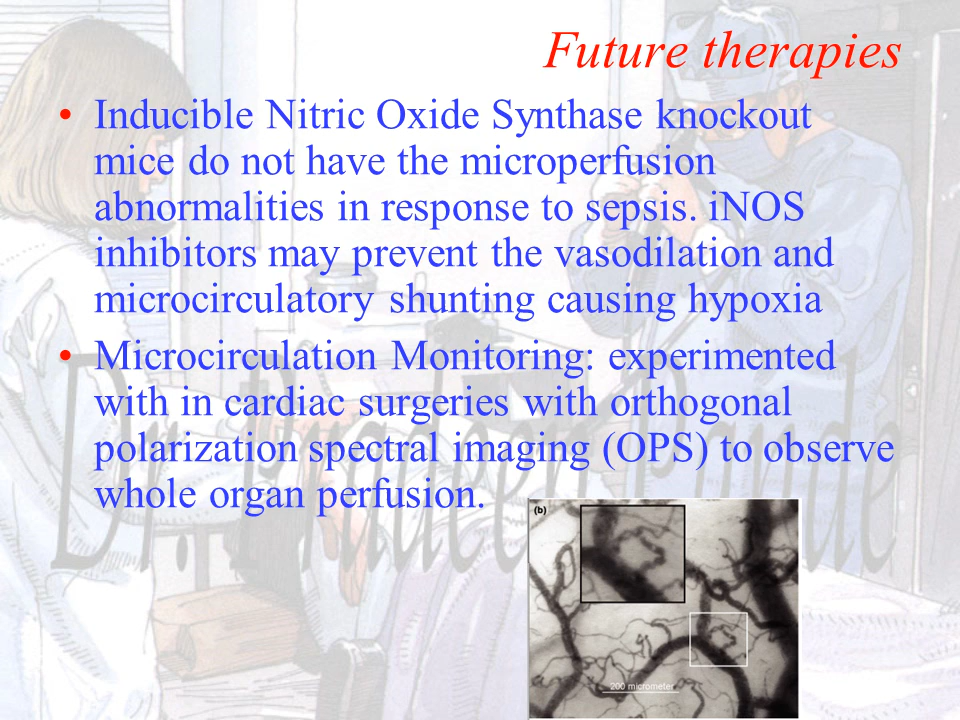 Future therapies
• Inducible Nitric Oxide Synthase knockout
mice do not have the microperfusion
abnormalities in response to sepsis. iNOS
inhibitors may prevent the vasodilation and
microcirculatory shunting causing hypoxia
• Microcirculation Monitoring: experimented
with in cardiac surgeries with orthogonal
polarization spectral imaging (OPS) to observe
whole organ perfusion.
(b)
200 micrometer